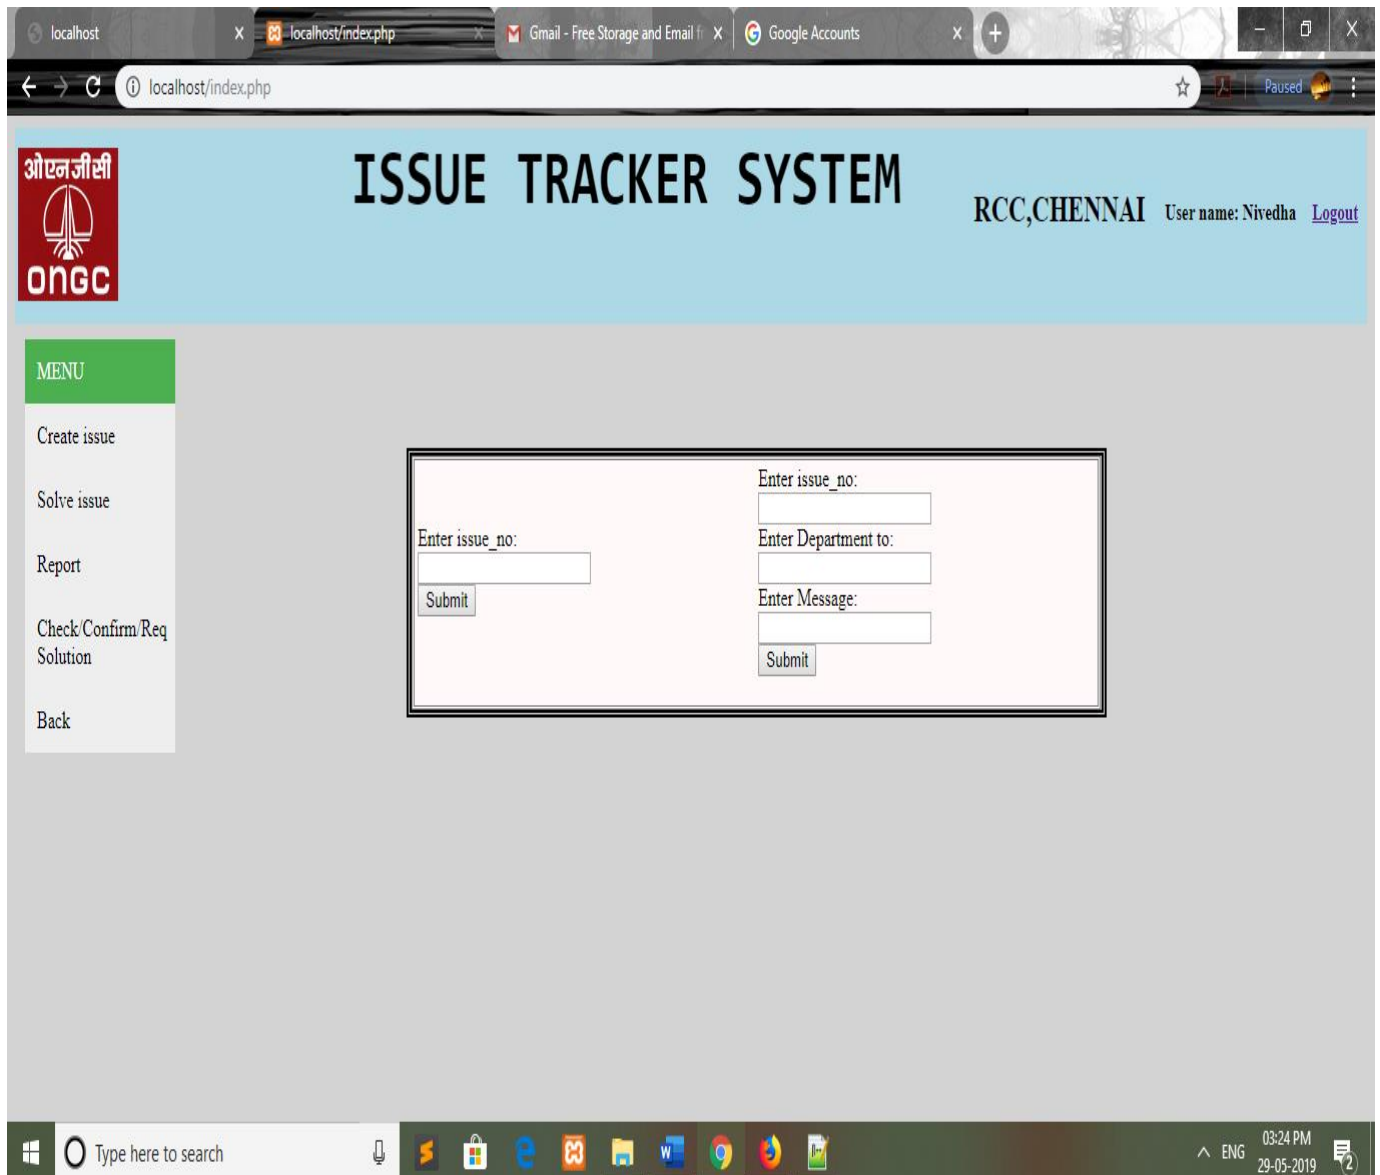 localhost
localhost/index.php
Gmail - Free Storage and Email f
Google Accounts
localhost/index.php
Paused
ओएनजीसी
ONGC
ISSUE TRACKER SYSTEM
RCC,CHENNAI User name: Nivedha Logout
MENU
Create issue
Solve issue
Report
Check/Confirm/Req
Solution
Back
Enter issue_no:
Submit
Enter issue_no:
Enter Department to:
Enter Message:
Submit
Type here to search
ENG
03:24 PM
29-05-2019
2